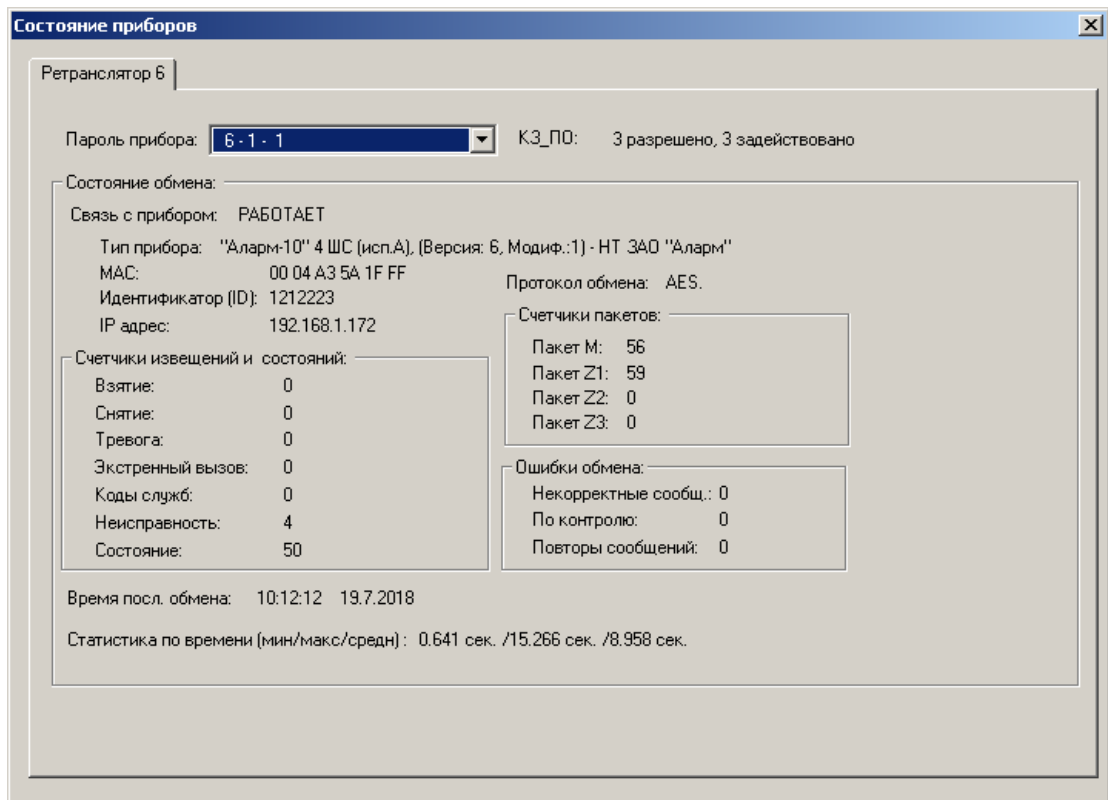 Состояние приборов
Ретранслятор 6
Пароль прибора: 6 - 1 - 1 КЗ_ПО: 3 разрешено, 3 задействовано
Состояние обмена:
Связь с прибором: РАБОТАЕТ
Тип прибора: "Аларм-10" 4 ШС (исп.А), (Версия: 6, Модиф.:1) - НТ ЗАО "Аларм"
MAC: 00 04 A3 5A 1F FF
Идентификатор (ID): 1212223
IP адрес: 192.168.1.172
Протокол обмена: AES.
Счетчики извещений и состояний:
Взятие: 0
Снятие: 0
Тревога: 0
Экстренный вызов: 0
Коды служб: 0
Неисправность: 4
Состояние: 50
Счетчики пакетов:
Пакет M: 56
Пакет Z1: 59
Пакет Z2: 0
Пакет Z3: 0
Ошибки обмена:
Некорректные сообщ.: 0
По контролю: 0
Повторы сообщений: 0
Время посл. обмена: 10:12:12 19.7.2018
Статистика по времени (мин/макс/средн) : 0.641 сек. /15.266 сек. /8.958 сек.